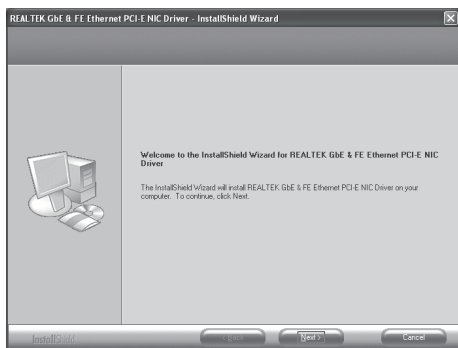 REALTEK GbE & FE Ethernet PCI-E NIC Driver - InstallShield Wizard
Welcome to the InstallShield Wizard for REALTEK GbE & FE Ethernet PCI-E NIC
Driver
The InstallShield Wizard will install REALTEK GbE & FE Ethernet PCI-E NIC Driver on your
computer. To continue, click Next.
InstallShield
< Back
Next >
Cancel